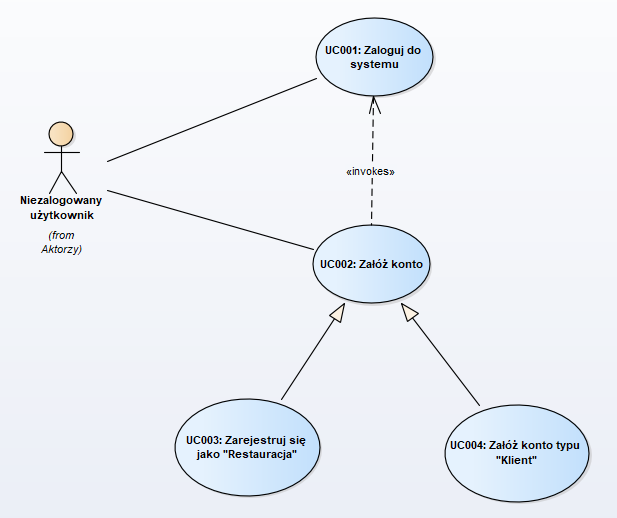 UC001: Zaloguj do
systemu
Niezalogowany
użytkownik
(from
Aktorzy)
«invokes»
UC002: Załóż konto
UC003: Zarejestruj się
jako "Restauracja"
UC004: Załóż konto typu
"Klient"